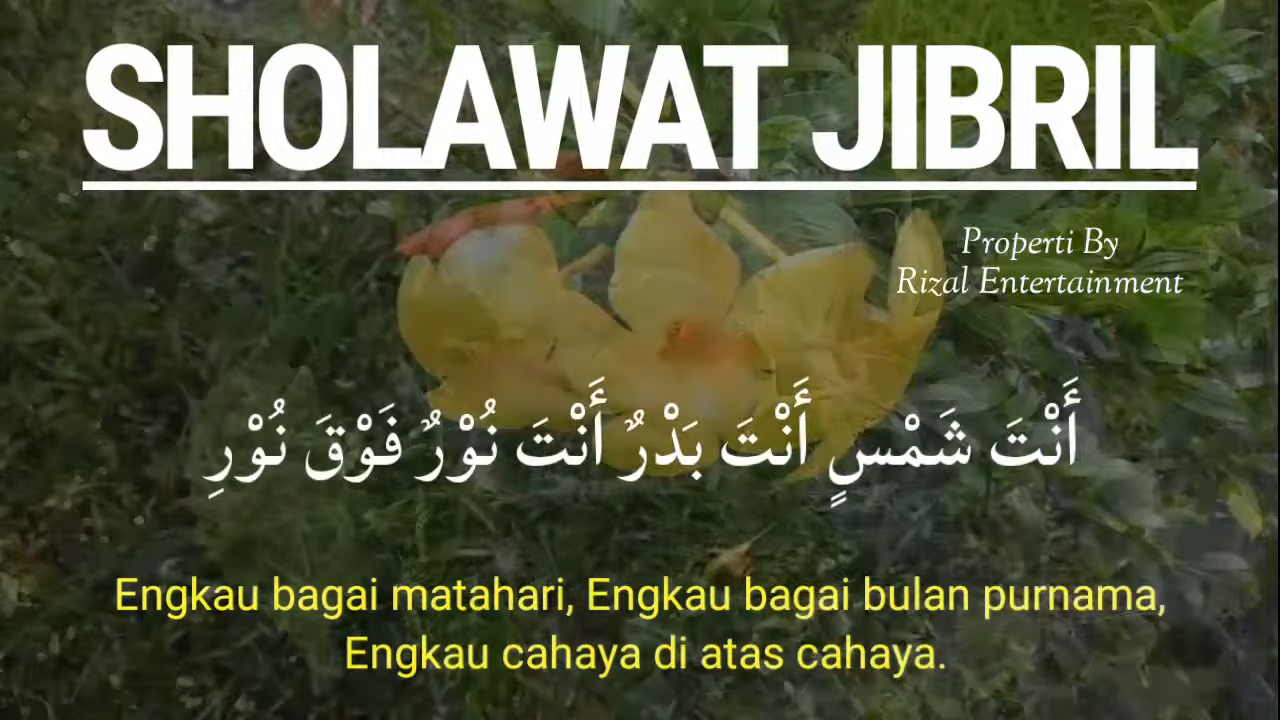 SHOLAWAT JIBRIL
Properti By
Rizal Entertainment
أَنْتَ شَمْسٍ أَنْتَ بَدْرٌ أَنْتَ نُوْرٌ فَوْقَ نُوْرِ
Engkau bagai matahari, Engkau bagai bulan purnama,
Engkau cahaya di atas cahaya.